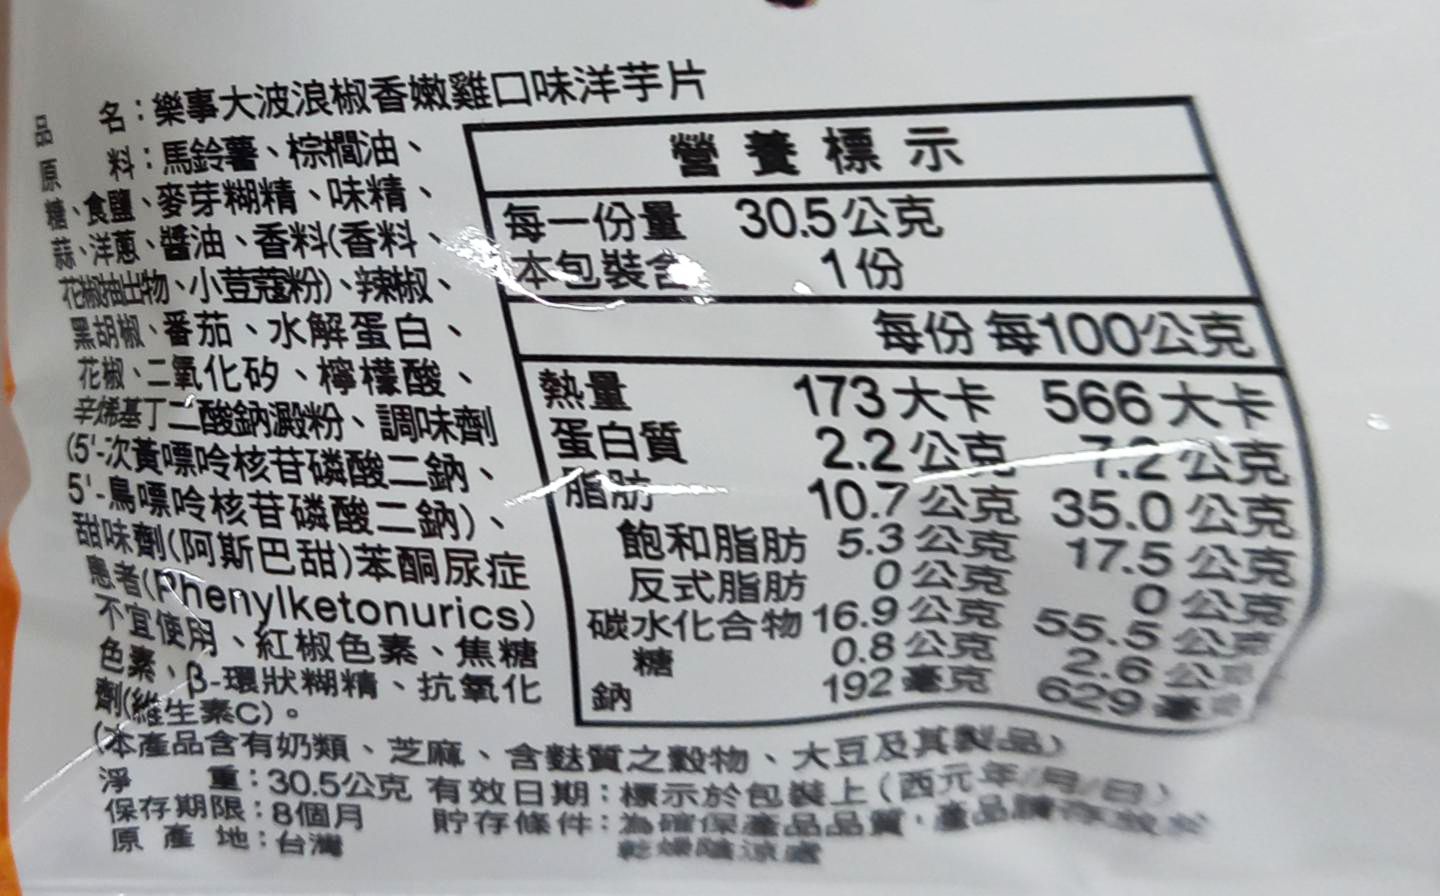 品　名：樂事大波浪椒香嫩雞口味洋芋片
原　料：馬鈴薯、棕櫚油、
糖、食鹽、麥芽糊精、味精、
蒜、洋蔥、醬油、香料(香料、
花椒抽出物、小荳蔻粉)、辣椒、
黑胡椒、番茄、水解蛋白、
花椒、二氧化矽、檸檬酸、
辛烯基丁二酸鈉澱粉、調味劑
(5'-次黃嘌呤核苷磷酸二鈉、
5'-鳥嘌呤核苷磷酸二鈉)、
甜味劑(阿斯巴甜)苯酮尿症
患者(Phenylketonurics)
不宜使用、紅椒色素、焦糖
色素、β-環狀糊精、抗氧化
劑(維生素C)。
(本產品含有奶類、芝麻、含麩質之穀物、大豆及其製品)
營養標示
每一份量 30.5公克
本包裝含 1份
每份 每100公克
熱量 173大卡 566大卡
蛋白質 2.2公克 7.2公克
脂肪 10.7公克 35.0公克
飽和脂肪 5.3公克 17.5公克
反式脂肪 0公克 0公克
碳水化合物 16.9公克 55.5公克
糖 0.8公克 2.6公克
鈉 192毫克 629毫克
淨　重：30.5公克 有效日期：標示於包裝上(西元年/月/日)
保存期限：8個月 貯存條件：為確保產品品質，產品請存放於
原產地：台灣 乾燥陰涼處